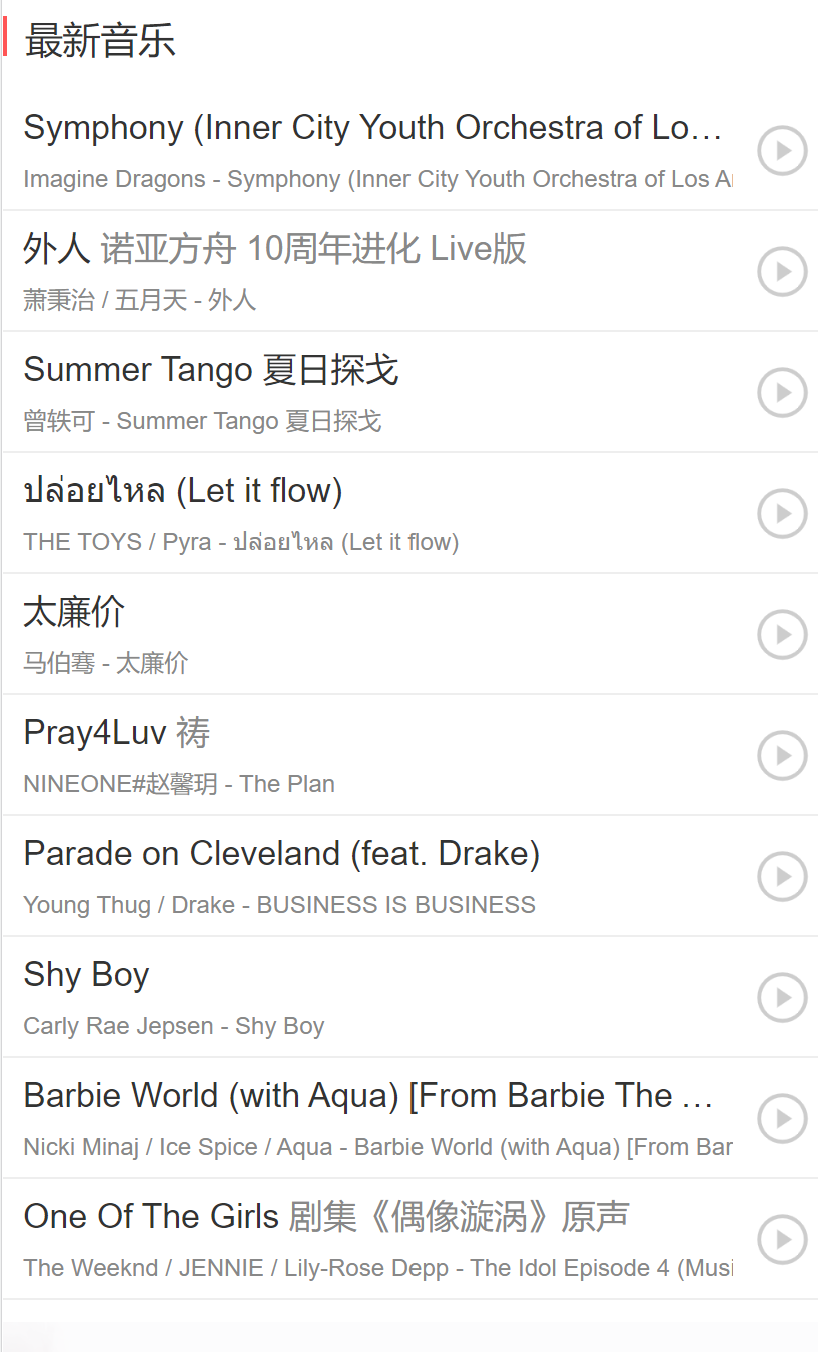 最新音乐
Symphony (Inner City Youth Orchestra of Lo…
Imagine Dragons - Symphony (Inner City Youth Orchestra of Los A
外人 诺亚方舟 10周年进化 Live版
萧秉治 / 五月天 - 外人
Summer Tango 夏日探戈
曾轶可 - Summer Tango 夏日探戈
ปล่อยไหล (Let it flow)
THE TOYS / Pyra - ปล่อยไหล (Let it flow)
太廉价
马伯骞 - 太廉价
Pray4Luv 祷
NINEONE#赵馨玥 - The Plan
Parade on Cleveland (feat. Drake)
Young Thug / Drake - BUSINESS IS BUSINESS
Shy Boy
Carly Rae Jepsen - Shy Boy
Barbie World (with Aqua) [From Barbie The …
Nicki Minaj / Ice Spice / Aqua - Barbie World (with Aqua) [From Bar
One Of The Girls 剧集《偶像漩涡》原声
The Weeknd / JENNIE / Lily-Rose Depp - The Idol Episode 4 (Musi